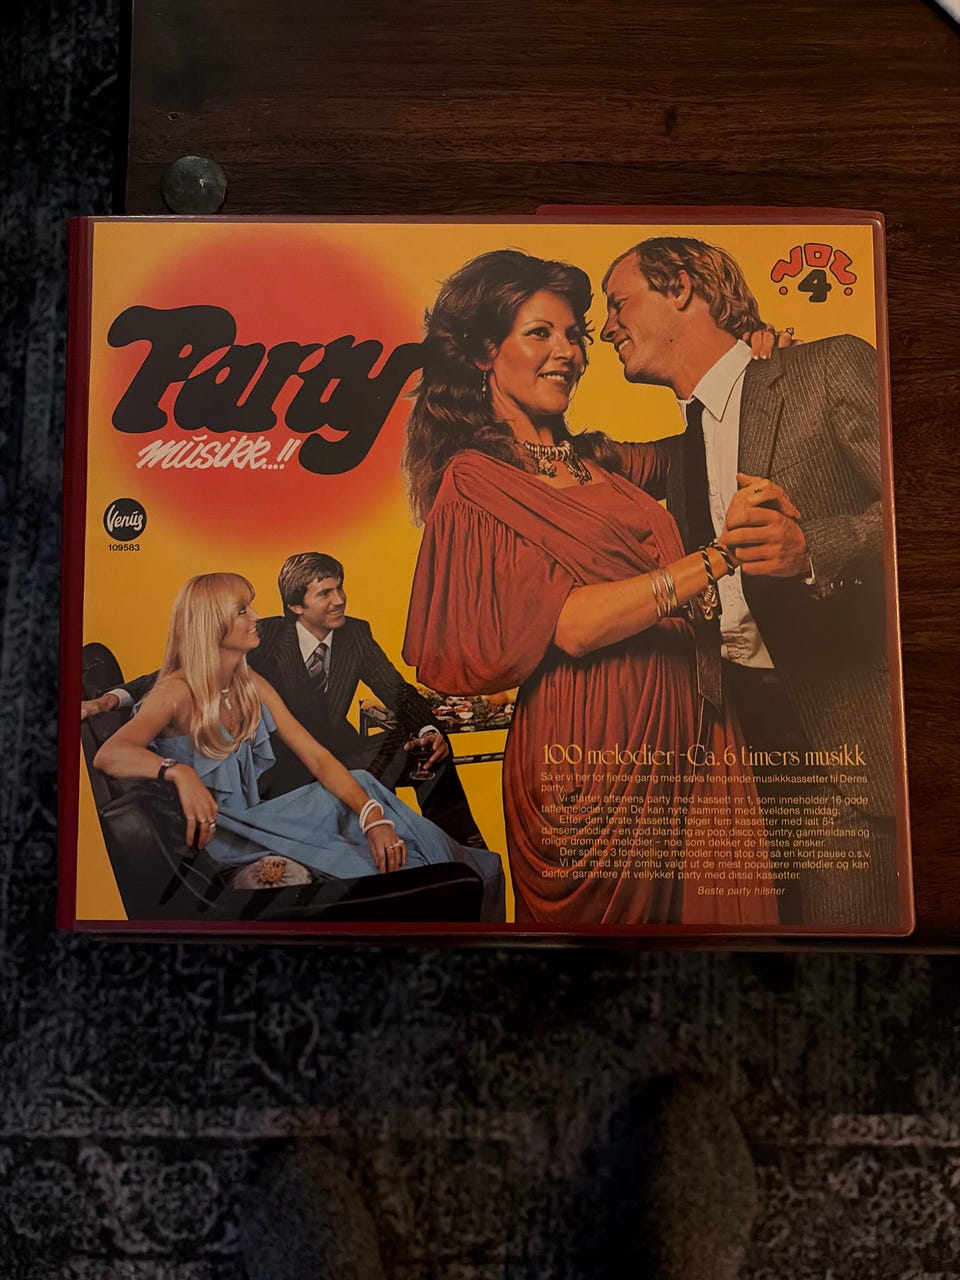 Party
músikk...!!
NO: 4
Venús
109583
100 melodier - Ca. 6 timers musikk
Så er vi her for fjerde gang med seks fengende musikkkassetter til Deres
party.
Vi starter aftenens party med kassett nr 1, som inneholder 16 gode
taffelmelodier som De kan nyte sammen med kveldens middag.
Etter den første kassetten følger fem kassetter med ialt 84
dansemelodier - en god blanding av pop, disco, country, gammeldans og
rolige drømme melodier - noe som dekker de flestes ønsker.
Der spilles 3 forskjellige melodier non stop og så en kort pause o.s.v.
Vi har med stor omhu valgt ut de mest populære melodier og kan
derfor garantere et vellykket party med disse kassetter.
Beste party hilsner